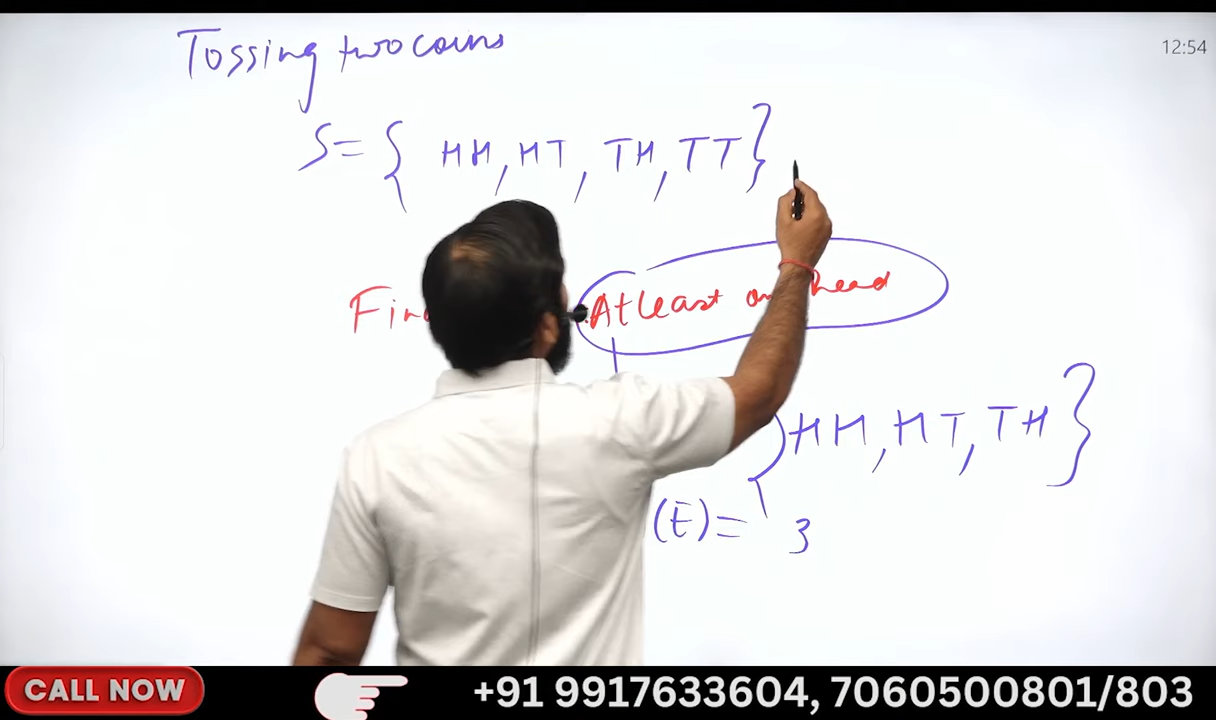 Tossing two coins
12:54
S = { HH, HT, TH, TT }
Atleast head
HH, HT, TH }
(E) = 3
CALL NOW
+91 9917633604, 7060500801/803